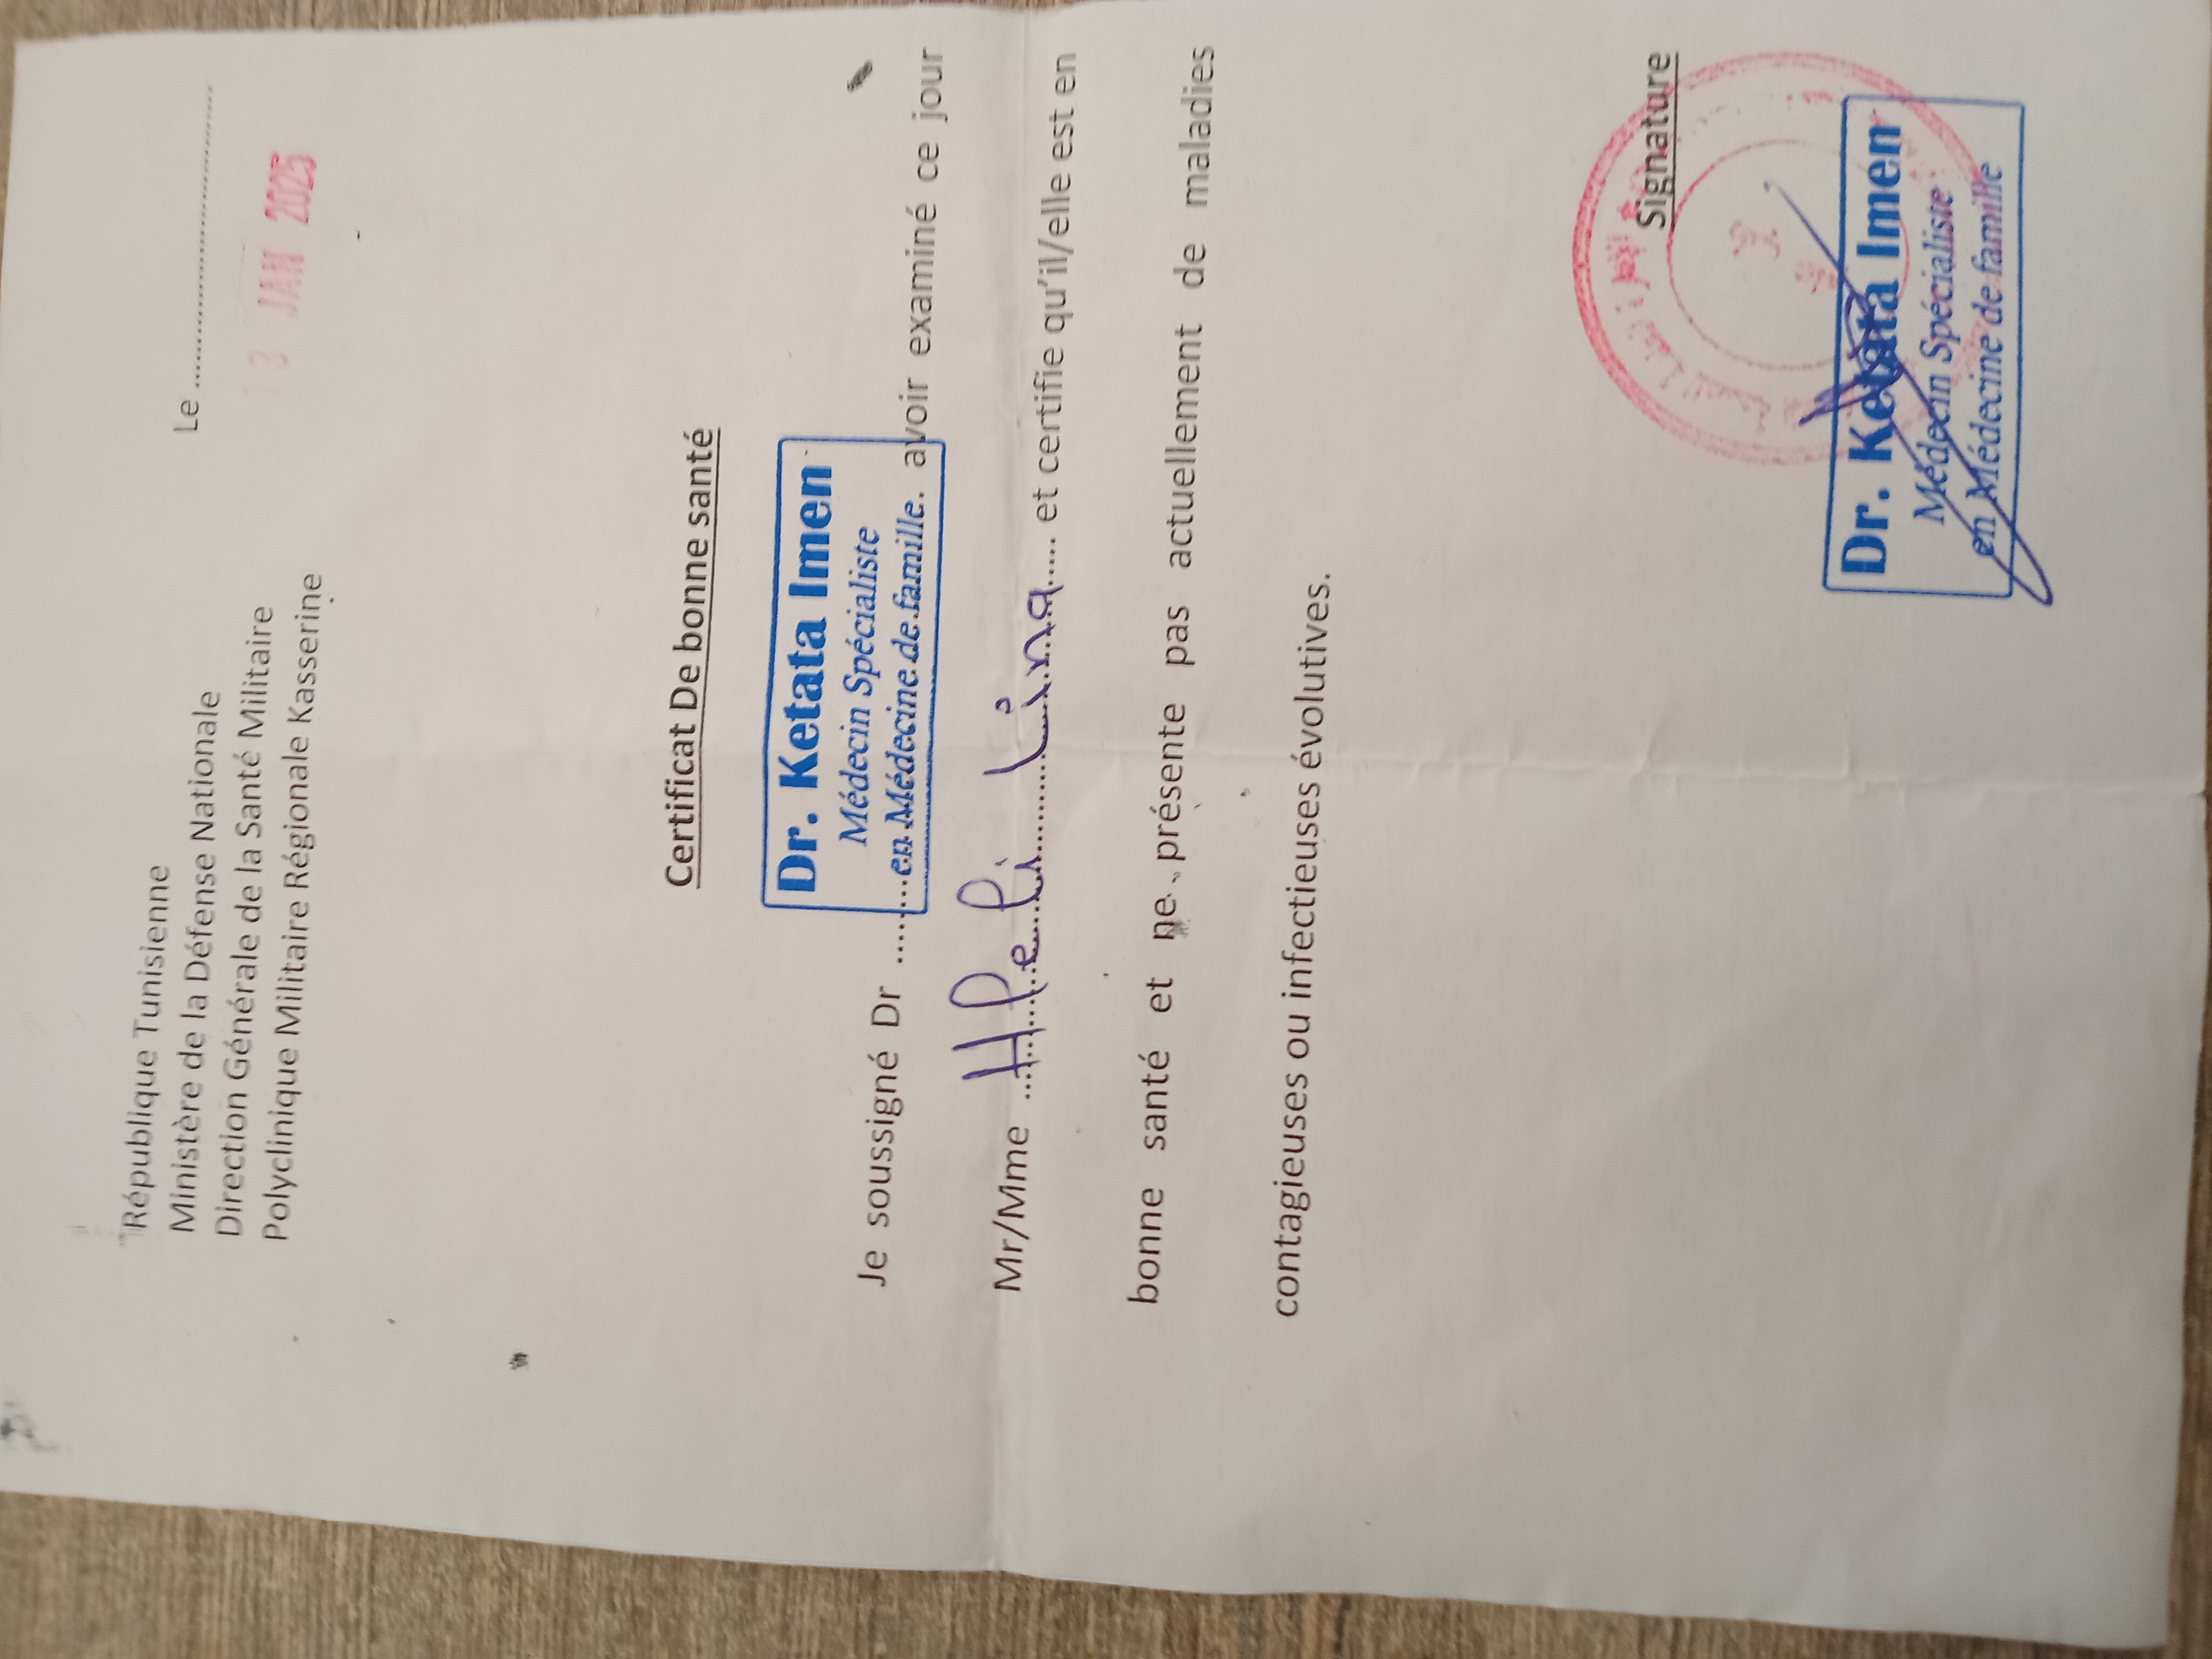 République Tunisienne
Ministère de la Défense Nationale
Direction Générale de la Santé Militaire
Polyclinique Militaire Régionale Kasserine
Le ........................
3 JAN 2025
Certificat De bonne santé
Dr. Ketata Imen
Médecin Spécialiste
en Médecine de famille
Je soussigné Dr ........ avoir examiné ce jour
Mr/Mme ........ Lina ..... et certifie qu'il/elle est en
bonne santé et ne présente pas actuellement de maladies
contagieuses ou infectieuses évolutives.
Signature
Dr. Ketata Imen
Médecin Spécialiste
en Médecine de famille